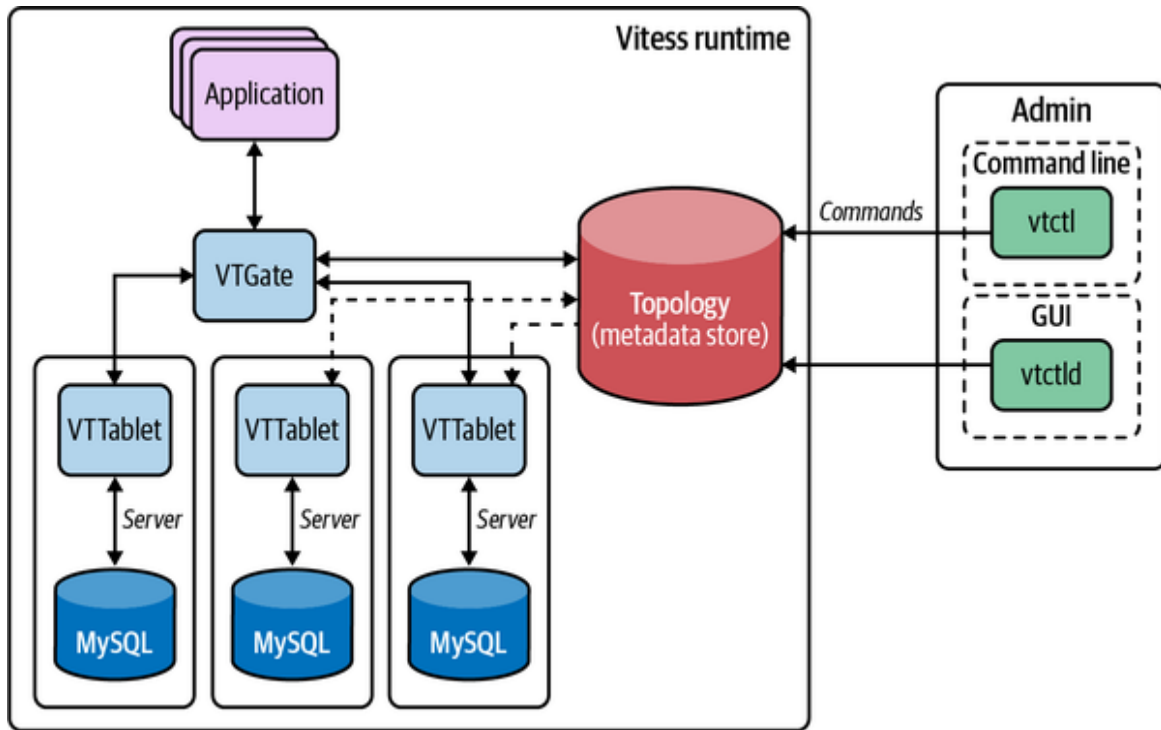 Vitess runtime
Application
Admin
Command line
Commands
vtctl
VTGate
Topology
(metadata store)
GUI
vtctld
VTTablet
VTTablet
VTTablet
Server
Server
Server
MySQL
MySQL
MySQL